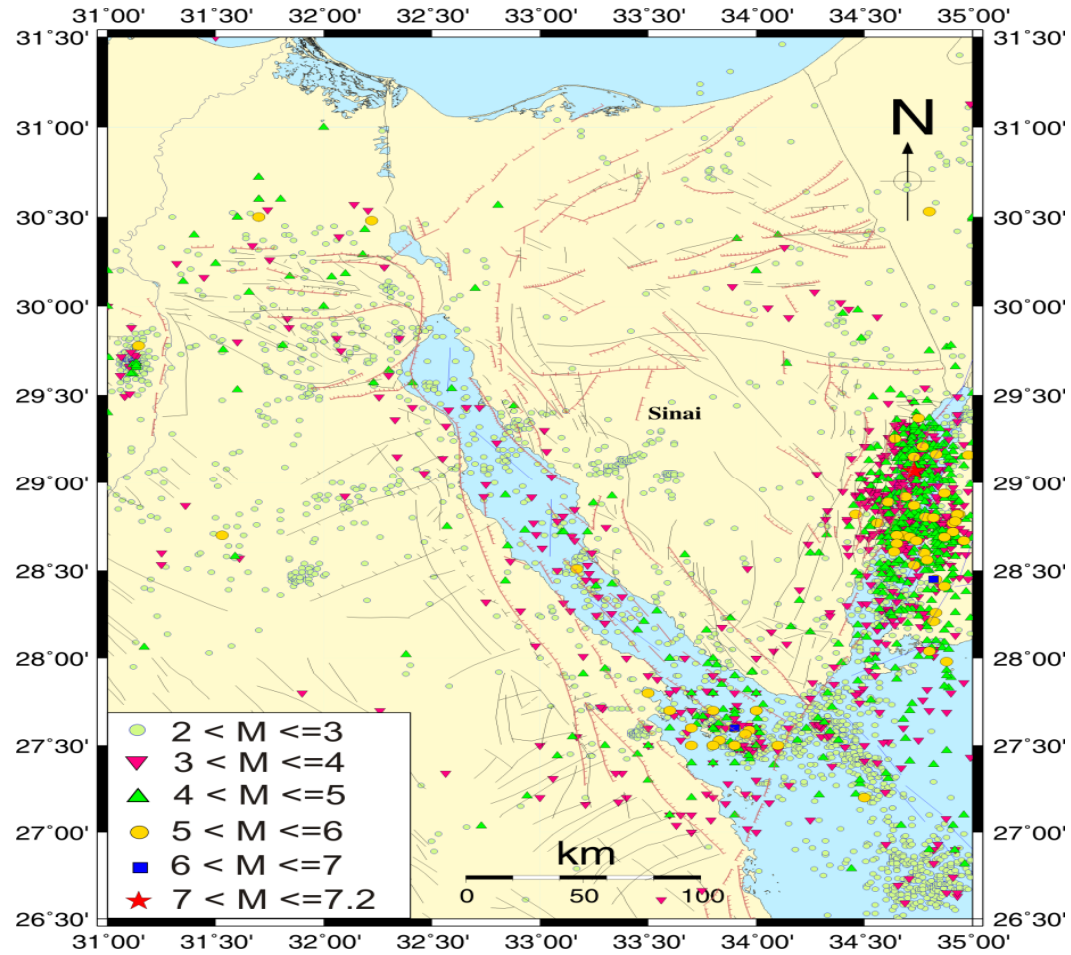 31˚00' 31˚30' 32˚00' 32˚30' 33˚00' 33˚30' 34˚00' 34˚30' 35˚00'
31˚30' 31˚30'
31˚00' N 31˚00'
30˚30' 30˚30'
30˚00' 30˚00'
29˚30' 29˚30'
Sinai
29˚00' 29˚00'
28˚30' 28˚30'
28˚00' 28˚00'
2 < M <=3
27˚30' 27˚30'
3 < M <=4
4 < M <=5
27˚00' 5 < M <=6 27˚00'
km
6 < M <=7
0 100
7 < M <=7.2
26˚30' 26˚30'
31˚00' 31˚30' 32˚00' 32˚30' 33˚00' 33˚30' 34˚00' 34˚30' 35˚00'